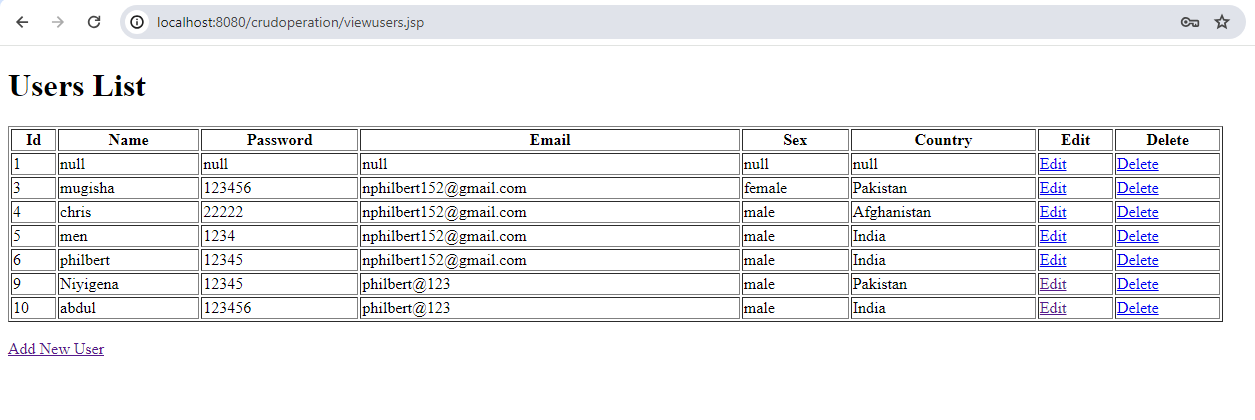 localhost:8080/crudoperation/viewusers.jsp
Users List
Id Name Password Email Sex Country Edit Delete
1 null null null null null Edit Delete
3 mugisha 123456 nphilbert152@gmail.com female Pakistan Edit Delete
4 chris 22222 nphilbert152@gmail.com male Afghanistan Edit Delete
5 men 1234 nphilbert152@gmail.com male India Edit Delete
6 philbert 12345 nphilbert152@gmail.com male India Edit Delete
9 Niyigena 12345 philbert@123 male Pakistan Edit Delete
10 abdul 123456 philbert@123 male India Edit Delete
Add New User